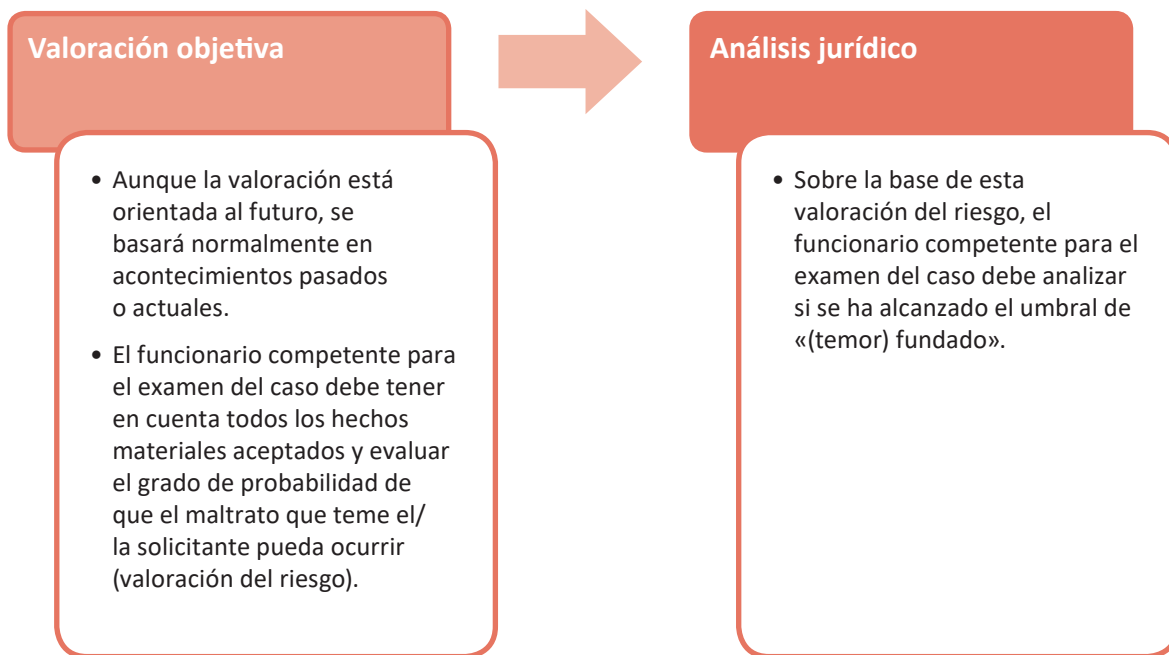 Valoración objetiva
• Aunque la valoración está
orientada al futuro, se
basará normalmente en
acontecimientos pasados
o actuales.
• El funcionario competente para
el examen del caso debe tener
en cuenta todos los hechos
materiales aceptados y evaluar
el grado de probabilidad de
que el maltrato que teme el/
la solicitante pueda ocurrir
(valoración del riesgo).
Análisis jurídico
• Sobre la base de esta
valoración del riesgo, el
funcionario competente para el
examen del caso debe analizar
si se ha alcanzado el umbral de
«(temor) fundado».